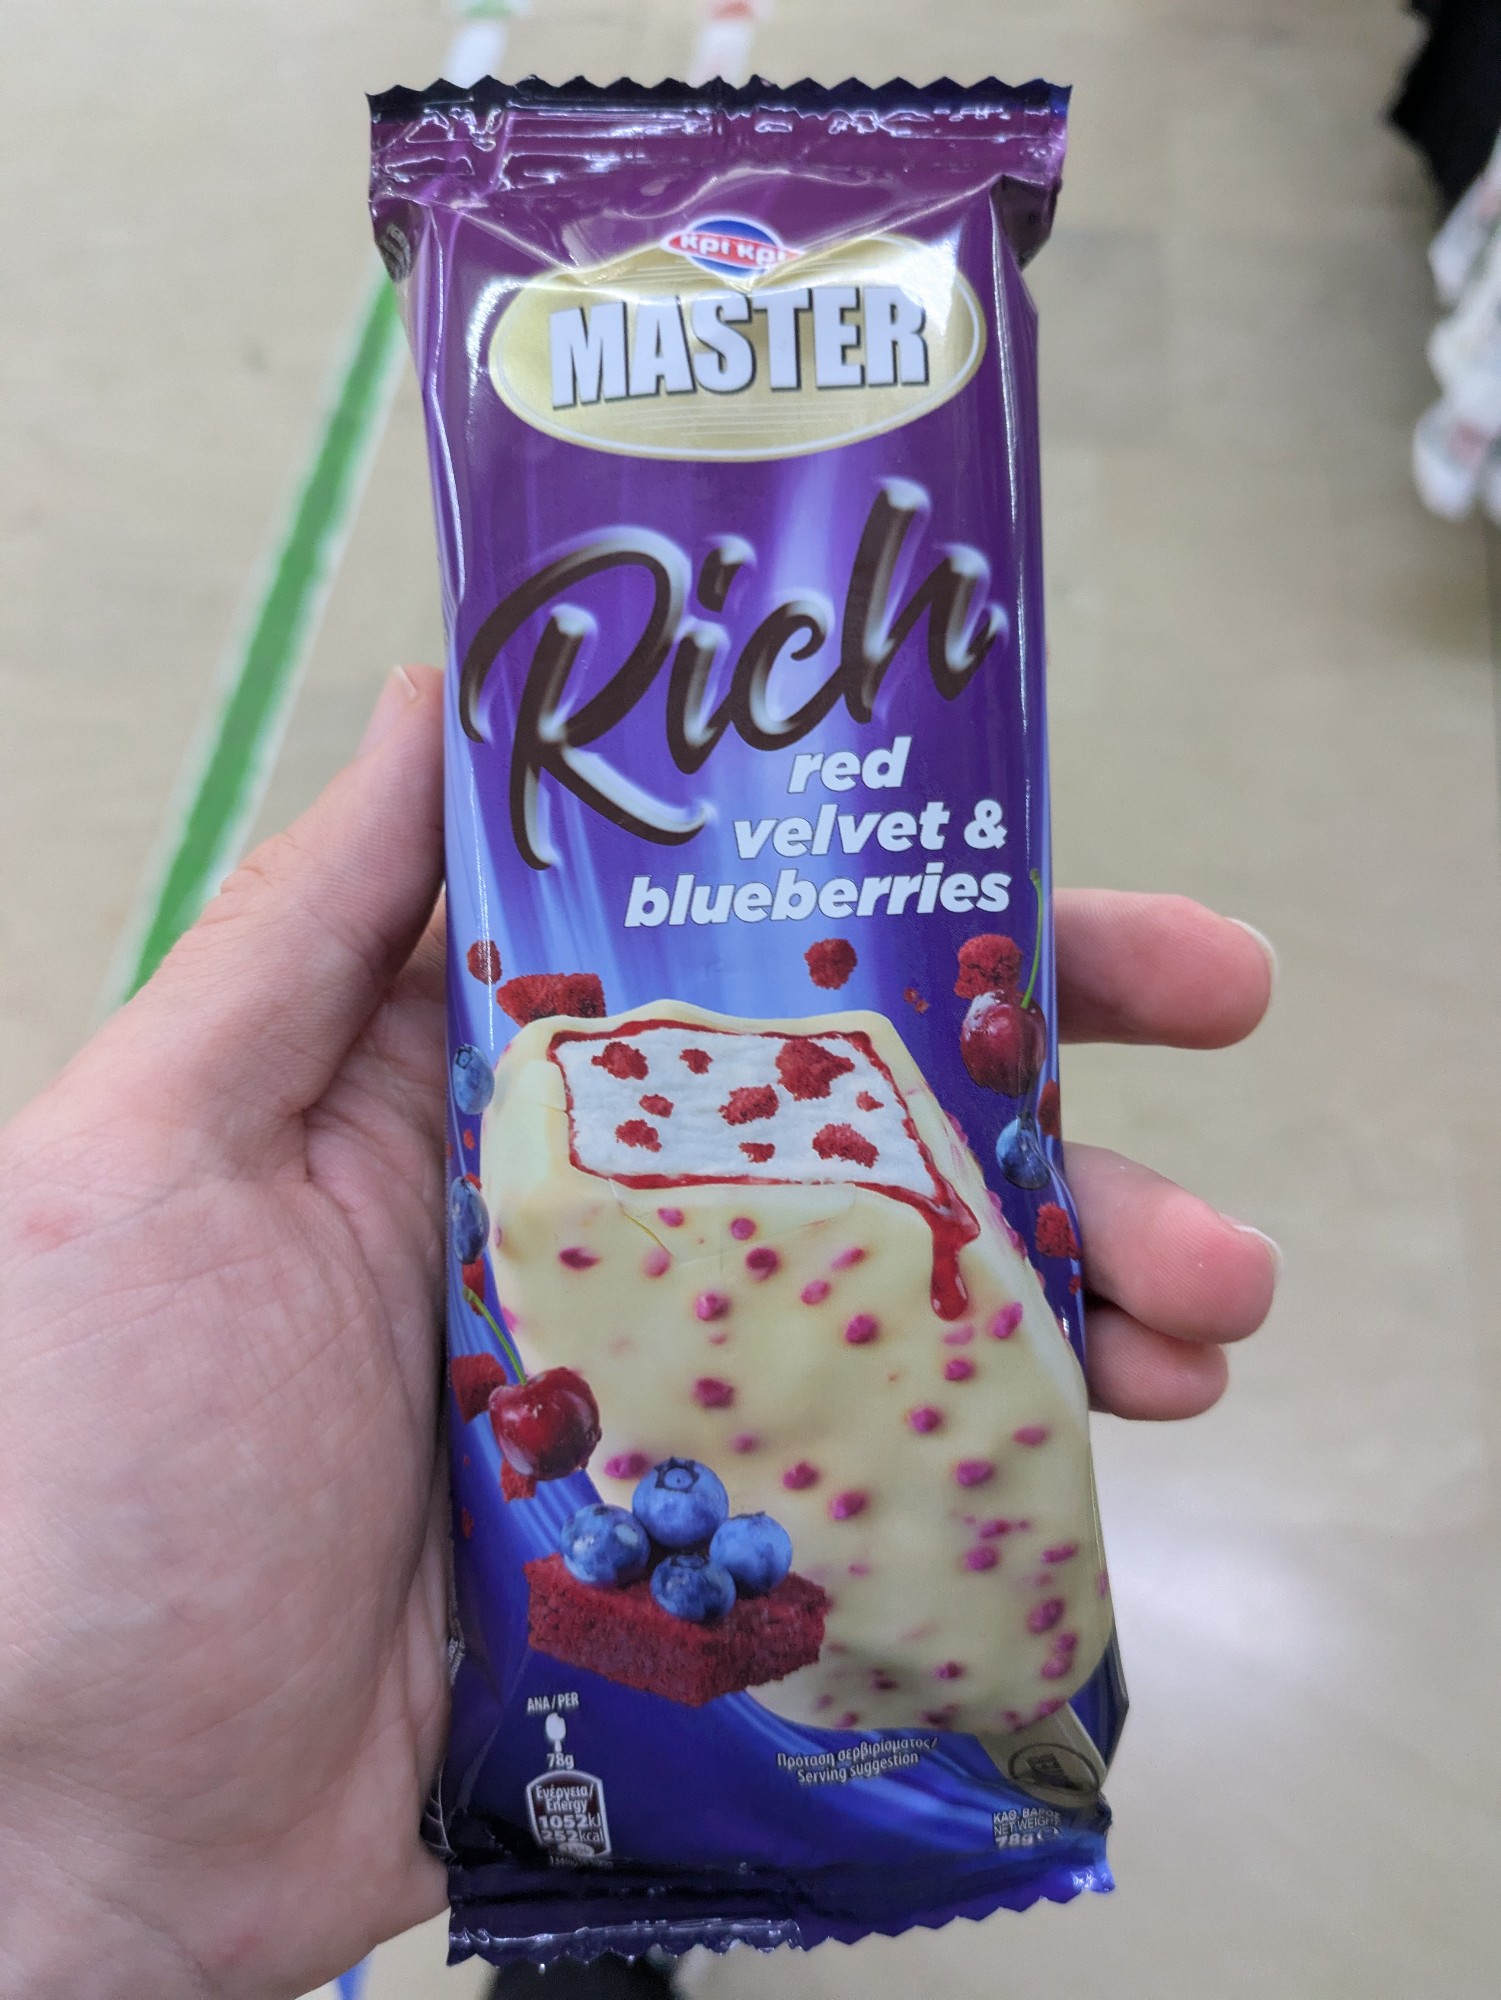 κρι κρι
MASTER
Rich
red
velvet &
blueberries
ΑΝΑ/PER
78g
Ενέργεια/
Energy
1052kJ
252kcal
Πρόταση σερβιρίσματος/
Serving suggestion
ΚΑΘ. ΒΑΡΟΣ
NET WEIGHT
78g e